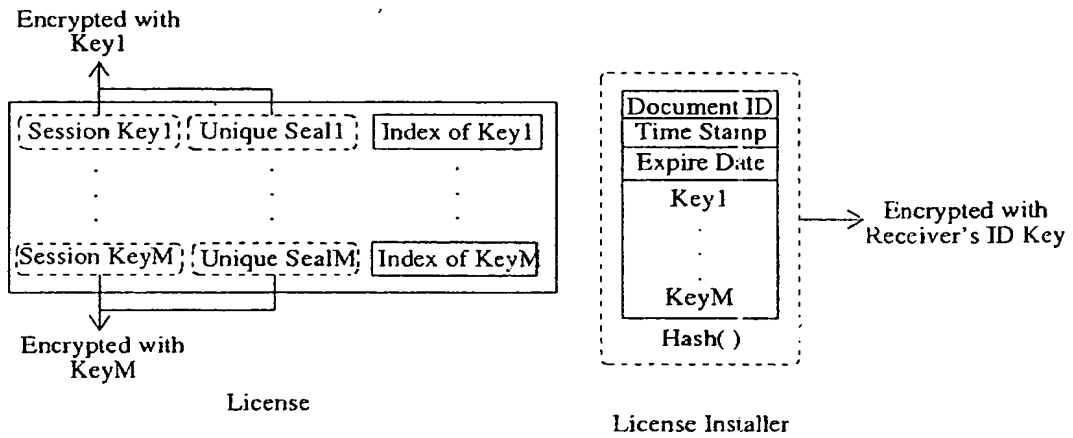 Encrypted with
Key1
Session Key1 Unique Seal1 Index of Key1
Session KeyM Unique SealM Index of KeyM
Encrypted with
KeyM
License
Document ID
Time Stamp
Expire Date
Key1
KeyM
Hash( )
Encrypted with
Receiver's ID Key
License Installer